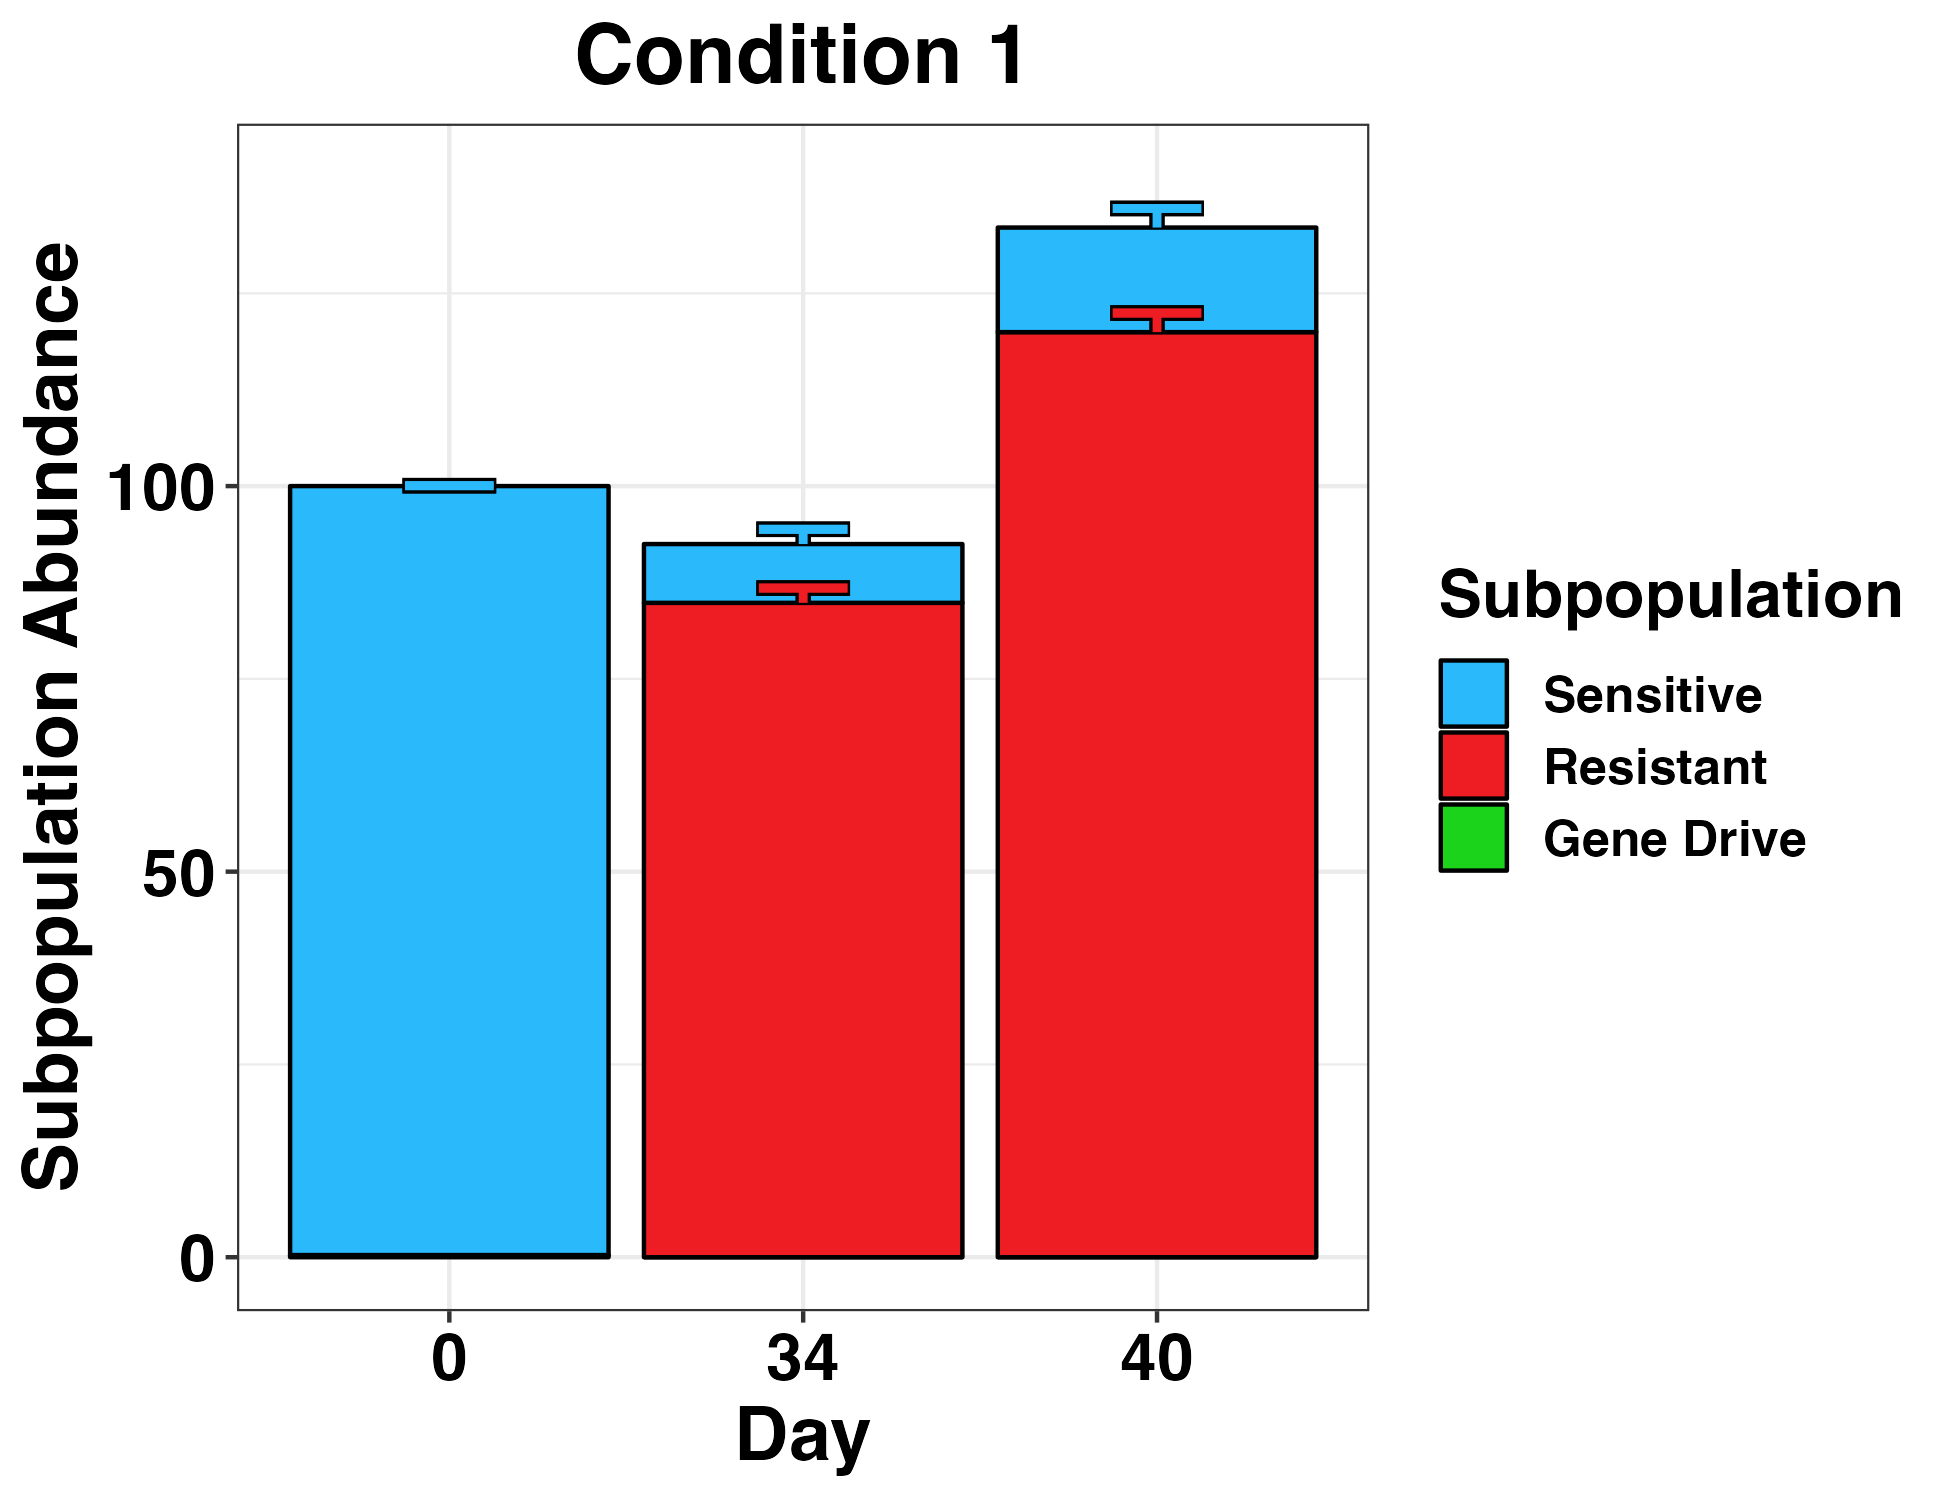 Condition 1
Subpopulation Abundance
100
50
0
0 34 40
Day
Subpopulation
Sensitive
Resistant
Gene Drive